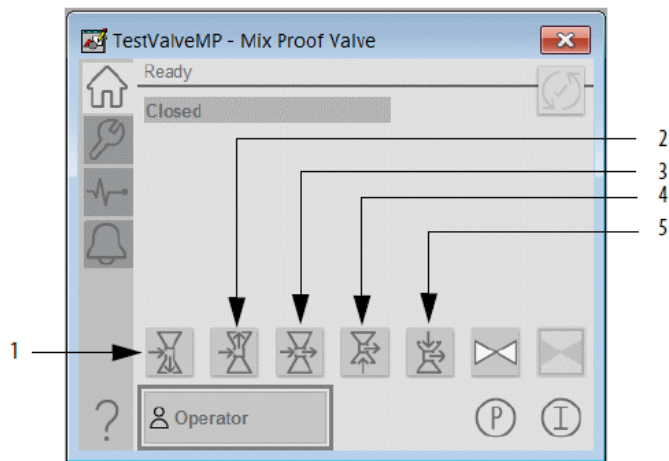 TestValveMP - Mix Proof Valve
Ready
Closed
2
3
4
5
1
? Operator P I